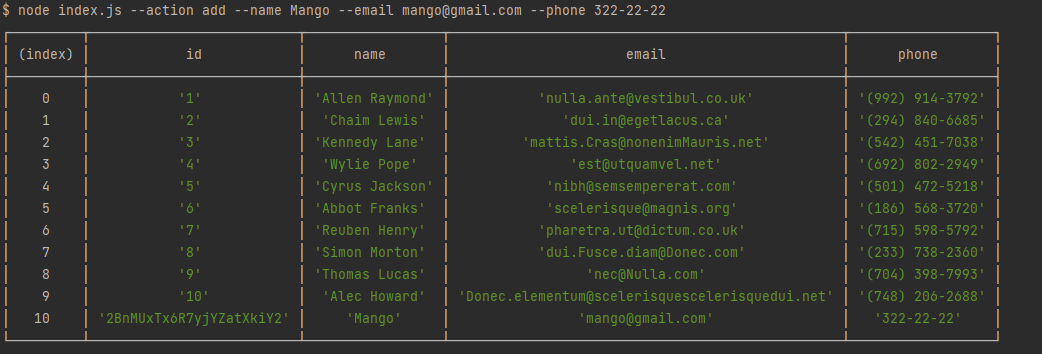 $ node index.js --action add --name Mango --email mango@gmail.com --phone 322-22-22
(index) id name email phone
0 '1' 'Allen Raymond' 'nulla.ante@vestibul.co.uk' '(992) 914-3792'
1 '2' 'Chaim Lewis' 'dui.in@egetlacus.ca' '(294) 840-6685'
2 '3' 'Kennedy Lane' 'mattis.Cras@nonenimMauris.net' '(542) 451-7038'
3 '4' 'Wylie Pope' 'est@utquamvel.net' '(692) 802-2949'
4 '5' 'Cyrus Jackson' 'nibh@semsempererat.com' '(501) 472-5218'
5 '6' 'Abbot Franks' 'scelerisque@magnis.org' '(186) 568-3720'
6 '7' 'Reuben Henry' 'pharetra.ut@dictum.co.uk' '(715) 598-5792'
7 '8' 'Simon Morton' 'dui.Fusce.diam@Donec.com' '(233) 738-2360'
8 '9' 'Thomas Lucas' 'nec@Nulla.com' '(704) 398-7993'
9 '10' 'Alec Howard' 'Donec.elementum@scelerisquescelerisquedui.net' '(748) 206-2688'
10 '2BnMUxTx6R7yjYZatXkiY2' 'Mango' 'mango@gmail.com' '322-22-22'